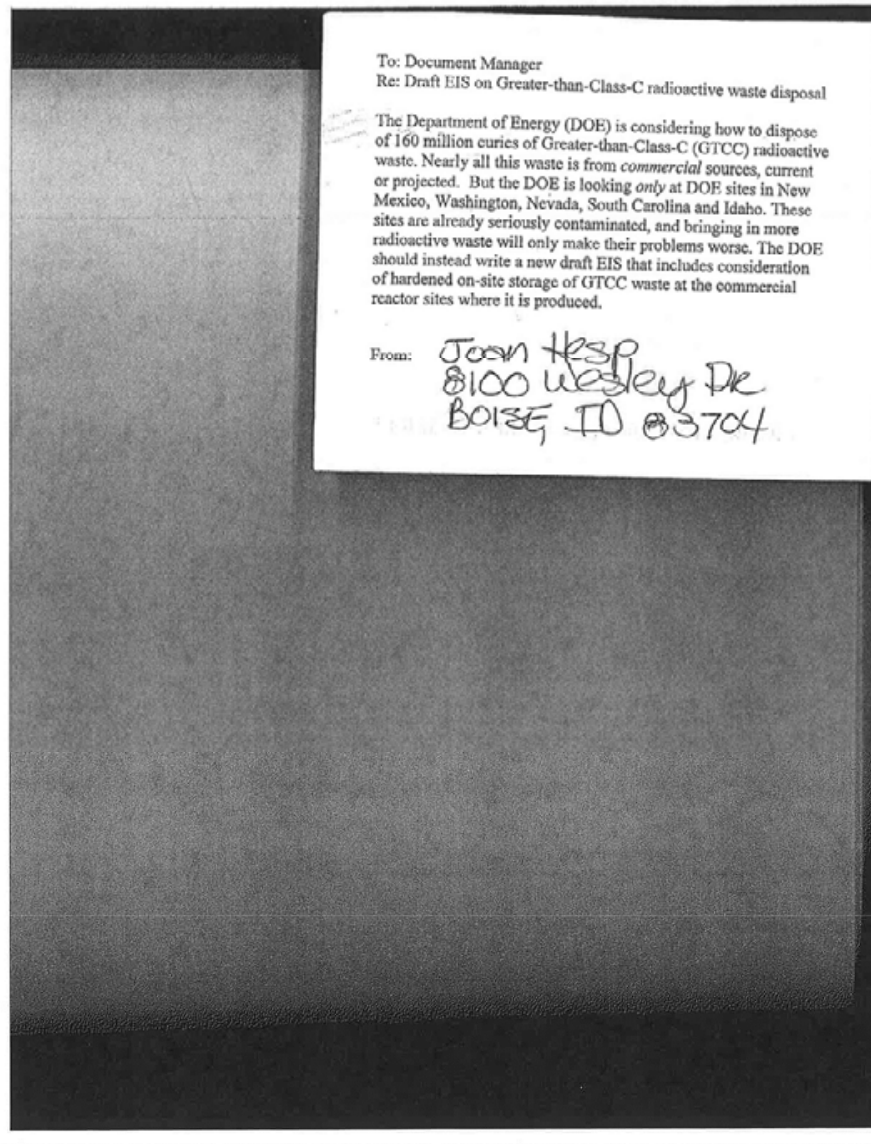 To: Document Manager
Re: Draft EIS on Greater-than-Class-C radioactive waste disposal
The Department of Energy (DOE) is considering how to dispose
of 160 million curies of Greater-than-Class-C (GTCC) radioactive
waste. Nearly all this waste is from commercial sources, current
or projected. But the DOE is looking only at DOE sites in New
Mexico, Washington, Nevada, South Carolina and Idaho. These
sites are already seriously contaminated, and bringing in more
radioactive waste will only make their problems worse. The DOE
should instead write a new draft EIS that includes consideration
of hardened on-site storage of GTCC waste at the commercial
reactor sites where it is produced.
From: Joan Hesp
8100 Wesley DR
BOISE, ID 83704